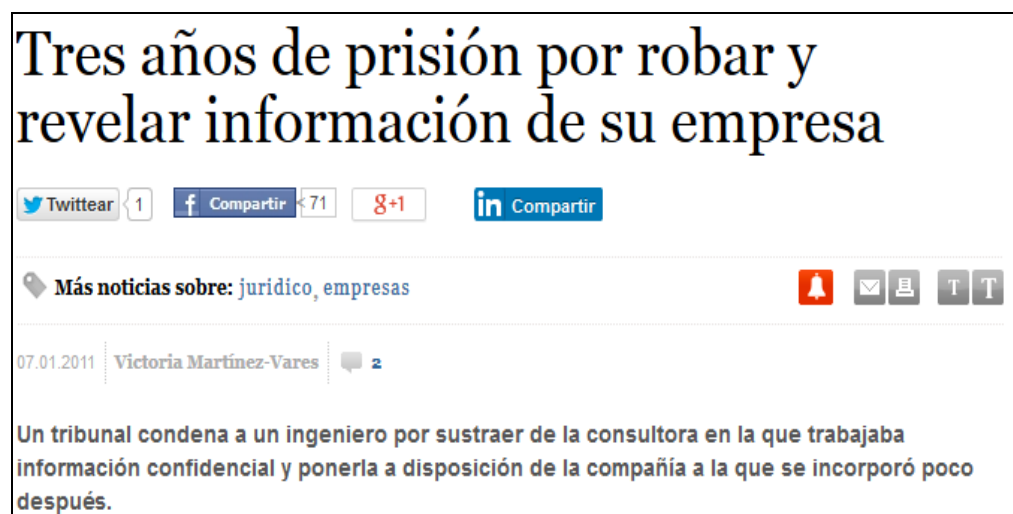 Tres años de prisión por robar y
revelar información de su empresa
Twittear 1 f Compartir 71 g+1 in Compartir
Más noticias sobre: juridico, empresas T T
07.01.2011 Victoria Martínez-Vares 2
Un tribunal condena a un ingeniero por sustraer de la consultora en la que trabajaba
información confidencial y ponerla a disposición de la compañía a la que se incorporó poco
después.